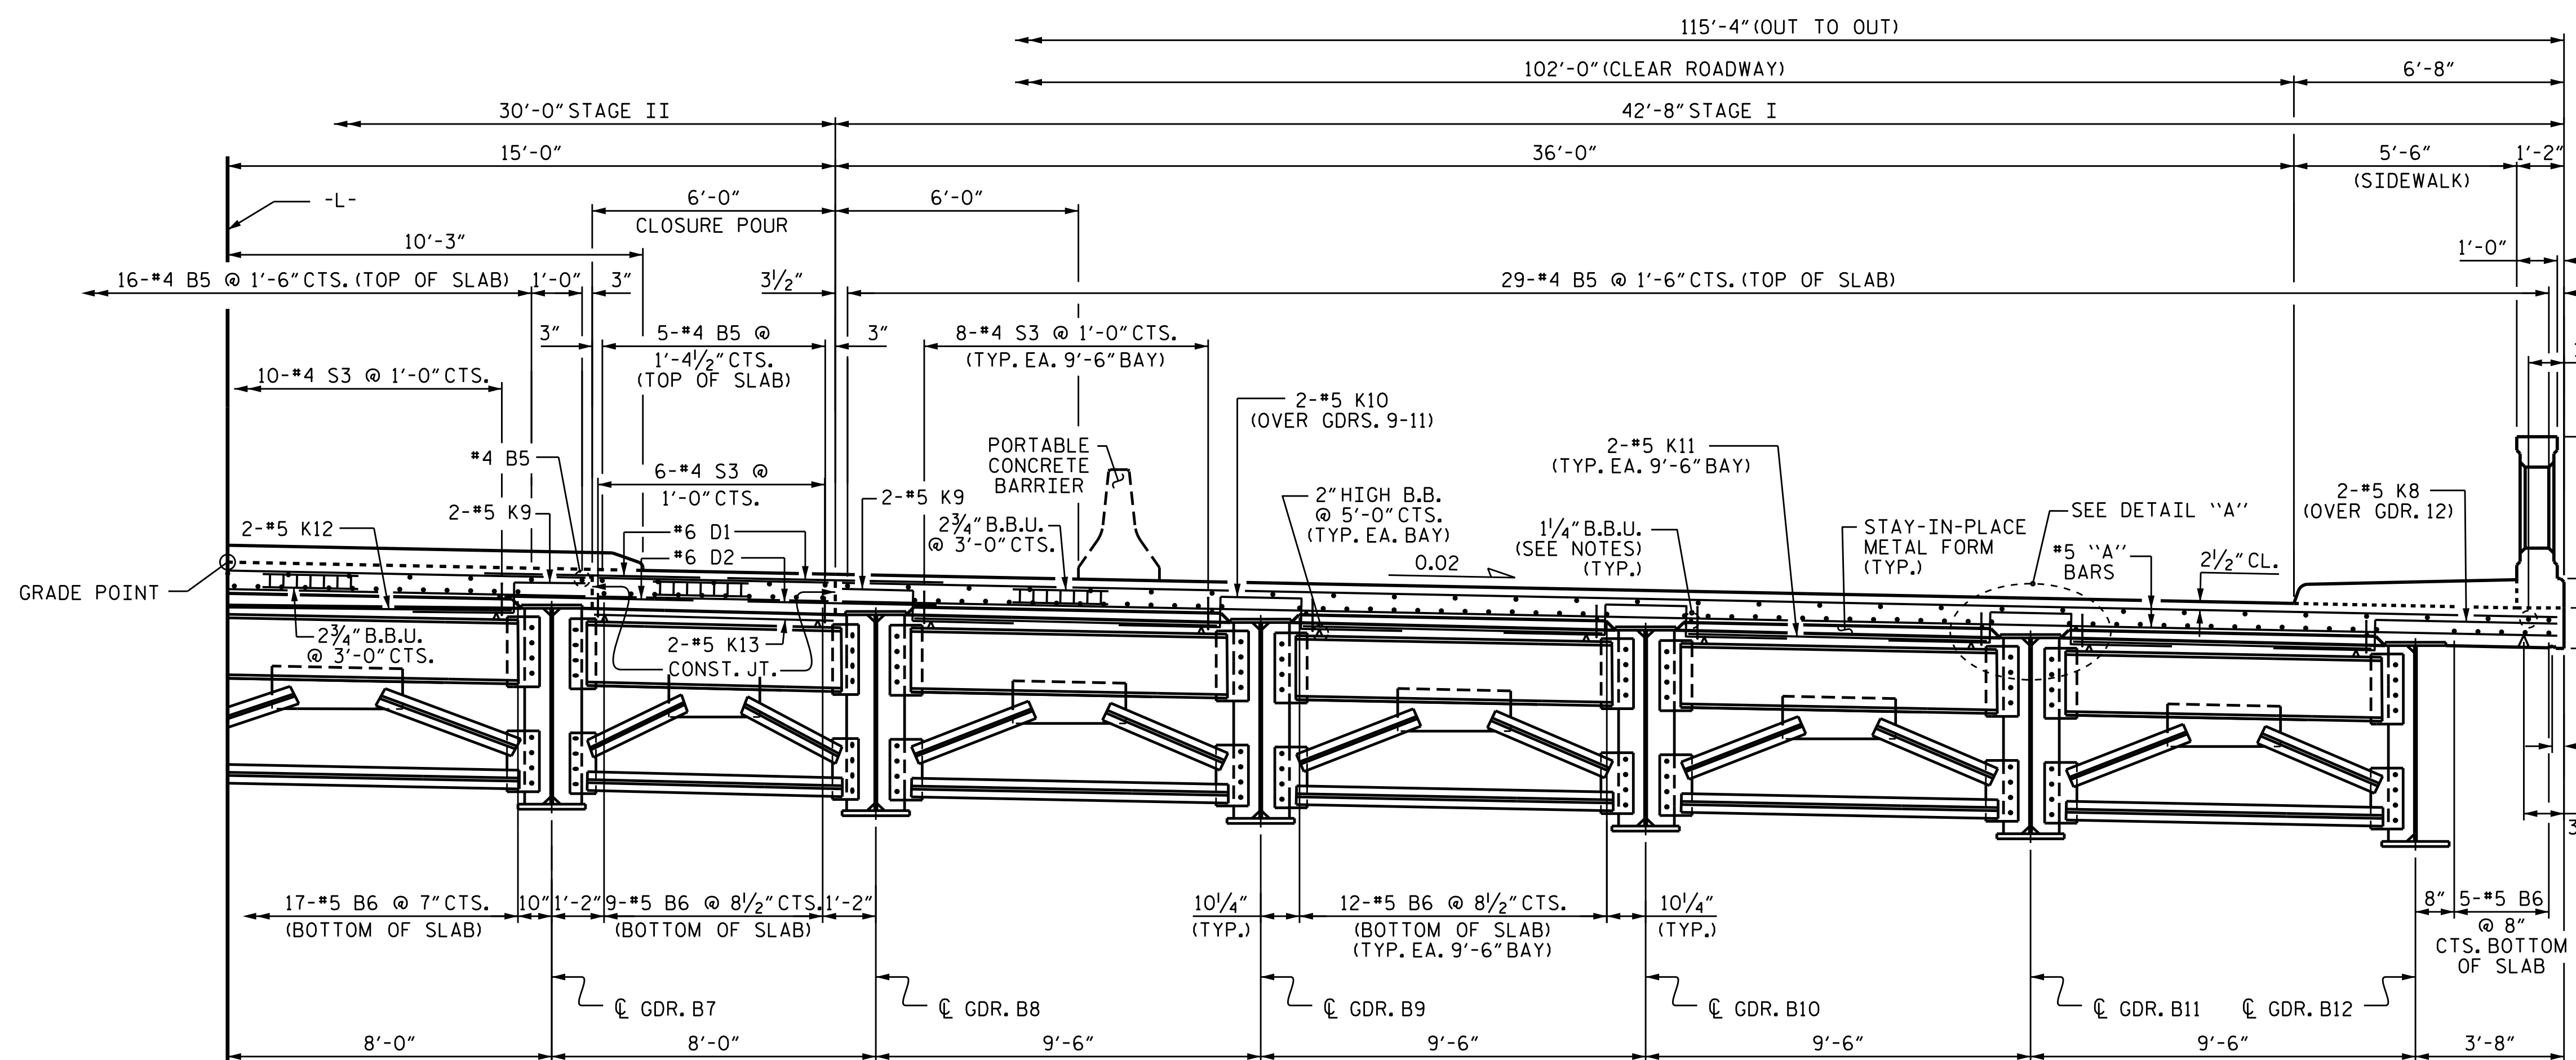 115'-4" (OUT TO OUT)
102'-0" (CLEAR ROADWAY)
6'-8"
30'-0" STAGE II
42'-8" STAGE I
15'-0"
36'-0"
5'-6"
1'-2"
(SIDEWALK)
-L-
6'-0"
CLOSURE POUR
6'-0"
10'-3"
1'-0"
16-#4 B5 @ 1'-6" CTS. (TOP OF SLAB)
1'-0"
3"
3½"
29-#4 B5 @ 1'-6" CTS. (TOP OF SLAB)
3"
5-#4 B5 @
1'-4½" CTS.
(TOP OF SLAB)
3"
8-#4 S3 @ 1'-0" CTS.
(TYP. EA. 9'-6" BAY)
10-#4 S3 @ 1'-0" CTS.
2-#5 K10
(OVER GDRS. 9-11)
#4 B5
6-#4 S3 @
1'-0" CTS.
PORTABLE
CONCRETE
BARRIER
2-#5 K11
(TYP. EA. 9'-6" BAY)
2-#5 K9
2-#5 K9
2-#5 K12
#6 D1
#6 D2
2¾" B.B.U.
@ 3'-0" CTS.
2" HIGH B.B.
@ 5'-0" CTS.
(TYP. EA. BAY)
1¼" B.B.U.
(SEE NOTES)
(TYP.)
STAY-IN-PLACE
METAL FORM
(TYP.)
SEE DETAIL "A"
#5 "A"
BARS
2½" CL.
2-#5 K8
(OVER GDR. 12)
0.02
GRADE POINT
2¾" B.B.U.
@ 3'-0" CTS.
2-#5 K13
CONST. JT.
17-#5 B6 @ 7" CTS.
(BOTTOM OF SLAB)
10"
1'-2"
9-#5 B6 @ 8½" CTS.
(BOTTOM OF SLAB)
1'-2"
10¼"
(TYP.)
12-#5 B6 @ 8½" CTS.
(BOTTOM OF SLAB)
(TYP. EA. 9'-6" BAY)
10¼"
(TYP.)
8"
5-#5 B6
@ 8"
CTS. BOTTOM
OF SLAB
℄ GDR. B7
℄ GDR. B8
℄ GDR. B9
℄ GDR. B10
℄ GDR. B11
℄ GDR. B12
8'-0"
8'-0"
9'-6"
9'-6"
9'-6"
9'-6"
3'-8"